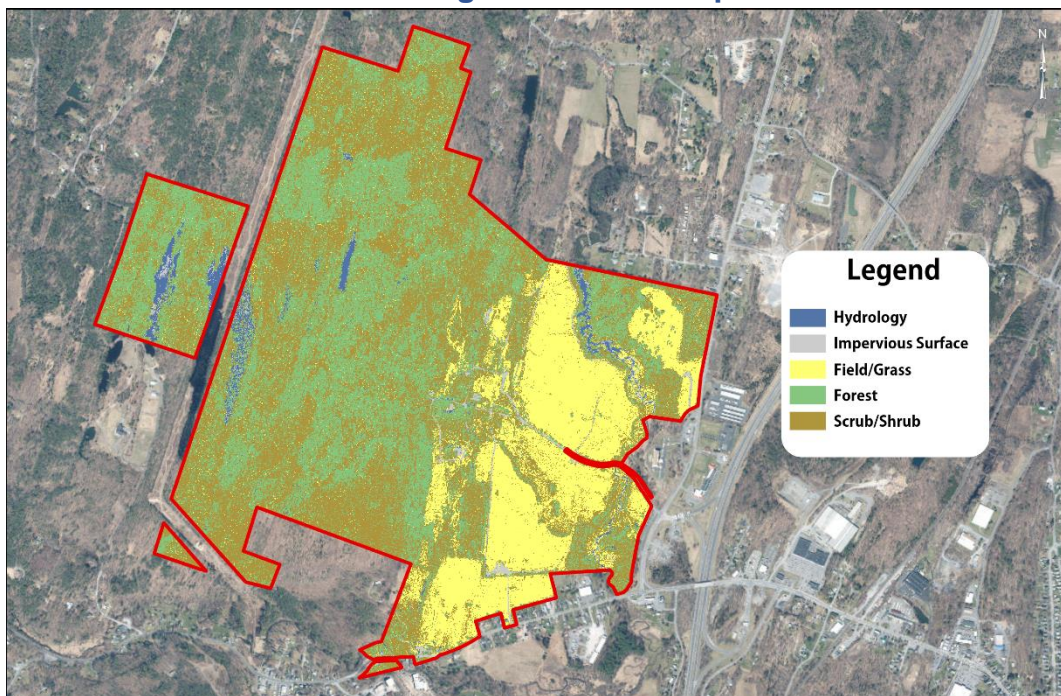 N
Legend
Hydrology
Impervious Surface
Field/Grass
Forest
Scrub/Shrub